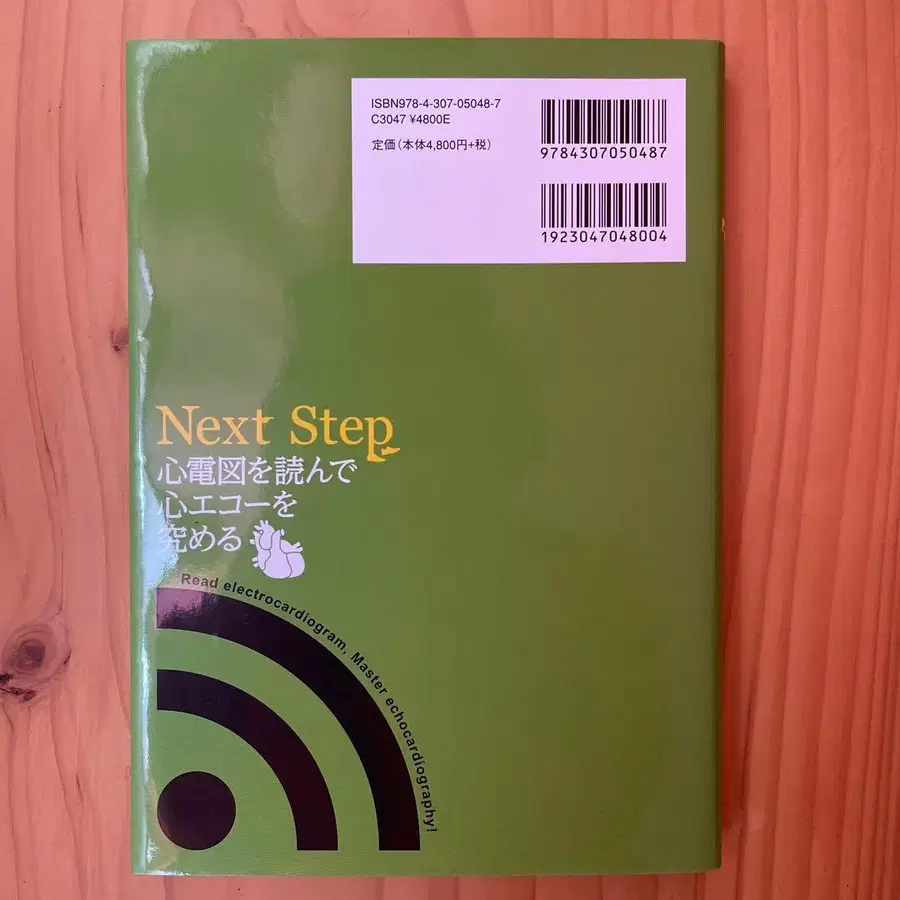 ISBN978-4-307-05048-7
C3047 ¥4800E
定価(本体4,800円+税)
9784307050487
1923047048004
Next Step
心電図を読んで
心エコーを
究める
Read electrocardiogram, Master echocardiography!